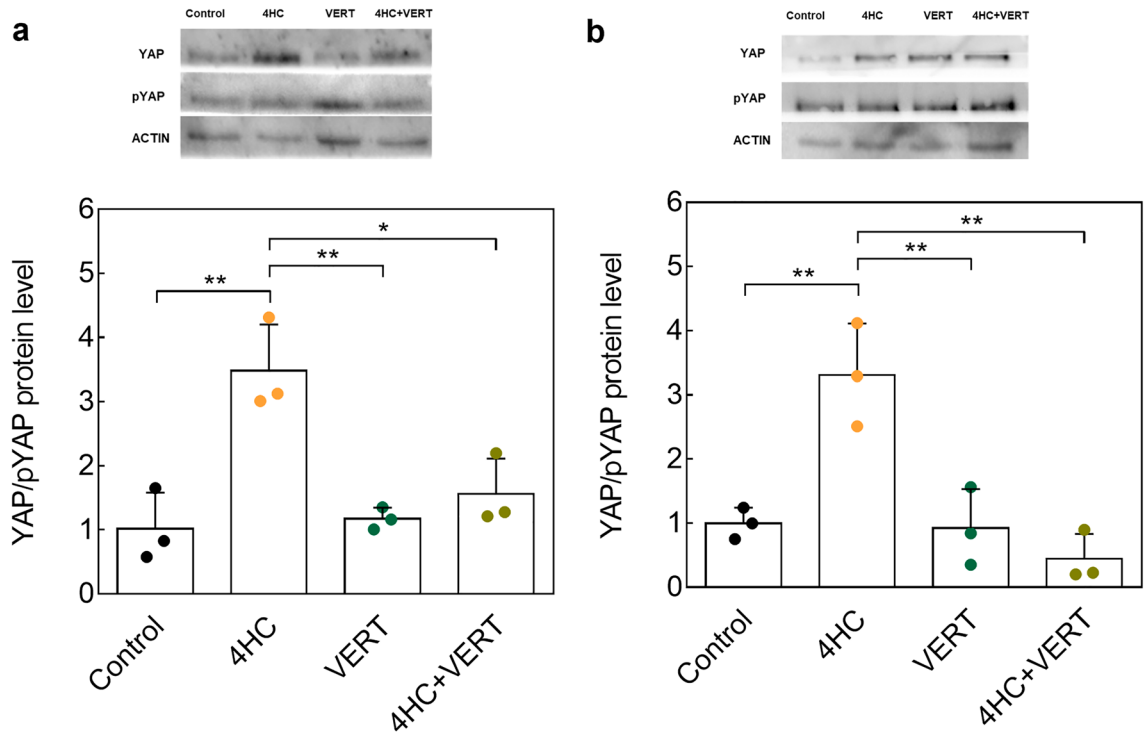 a
Control 4HC VERT 4HC+VERT
YAP
pYAP
ACTIN
YAP/pYAP protein level
6
5
4
3
2
1
0
**
**
*
Control 4HC VERT 4HC+VERT
b
Control 4HC VERT 4HC+VERT
YAP
pYAP
ACTIN
YAP/pYAP protein level
6
5
4
3
2
1
0
**
**
**
Control 4HC VERT 4HC+VERT